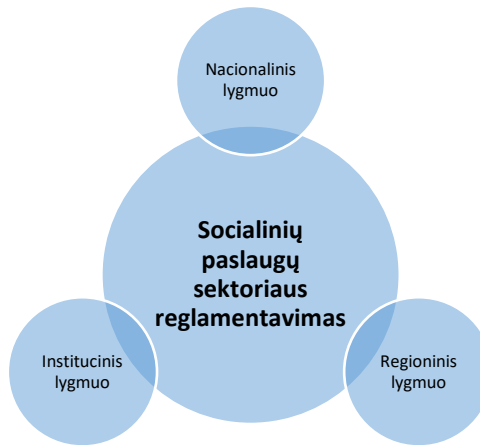 Nacionalinis
lygmuo
Socialinių
paslaugų
sektoriaus
reglamentavimas
Institucinis
lygmuo
Regioninis
lygmuo